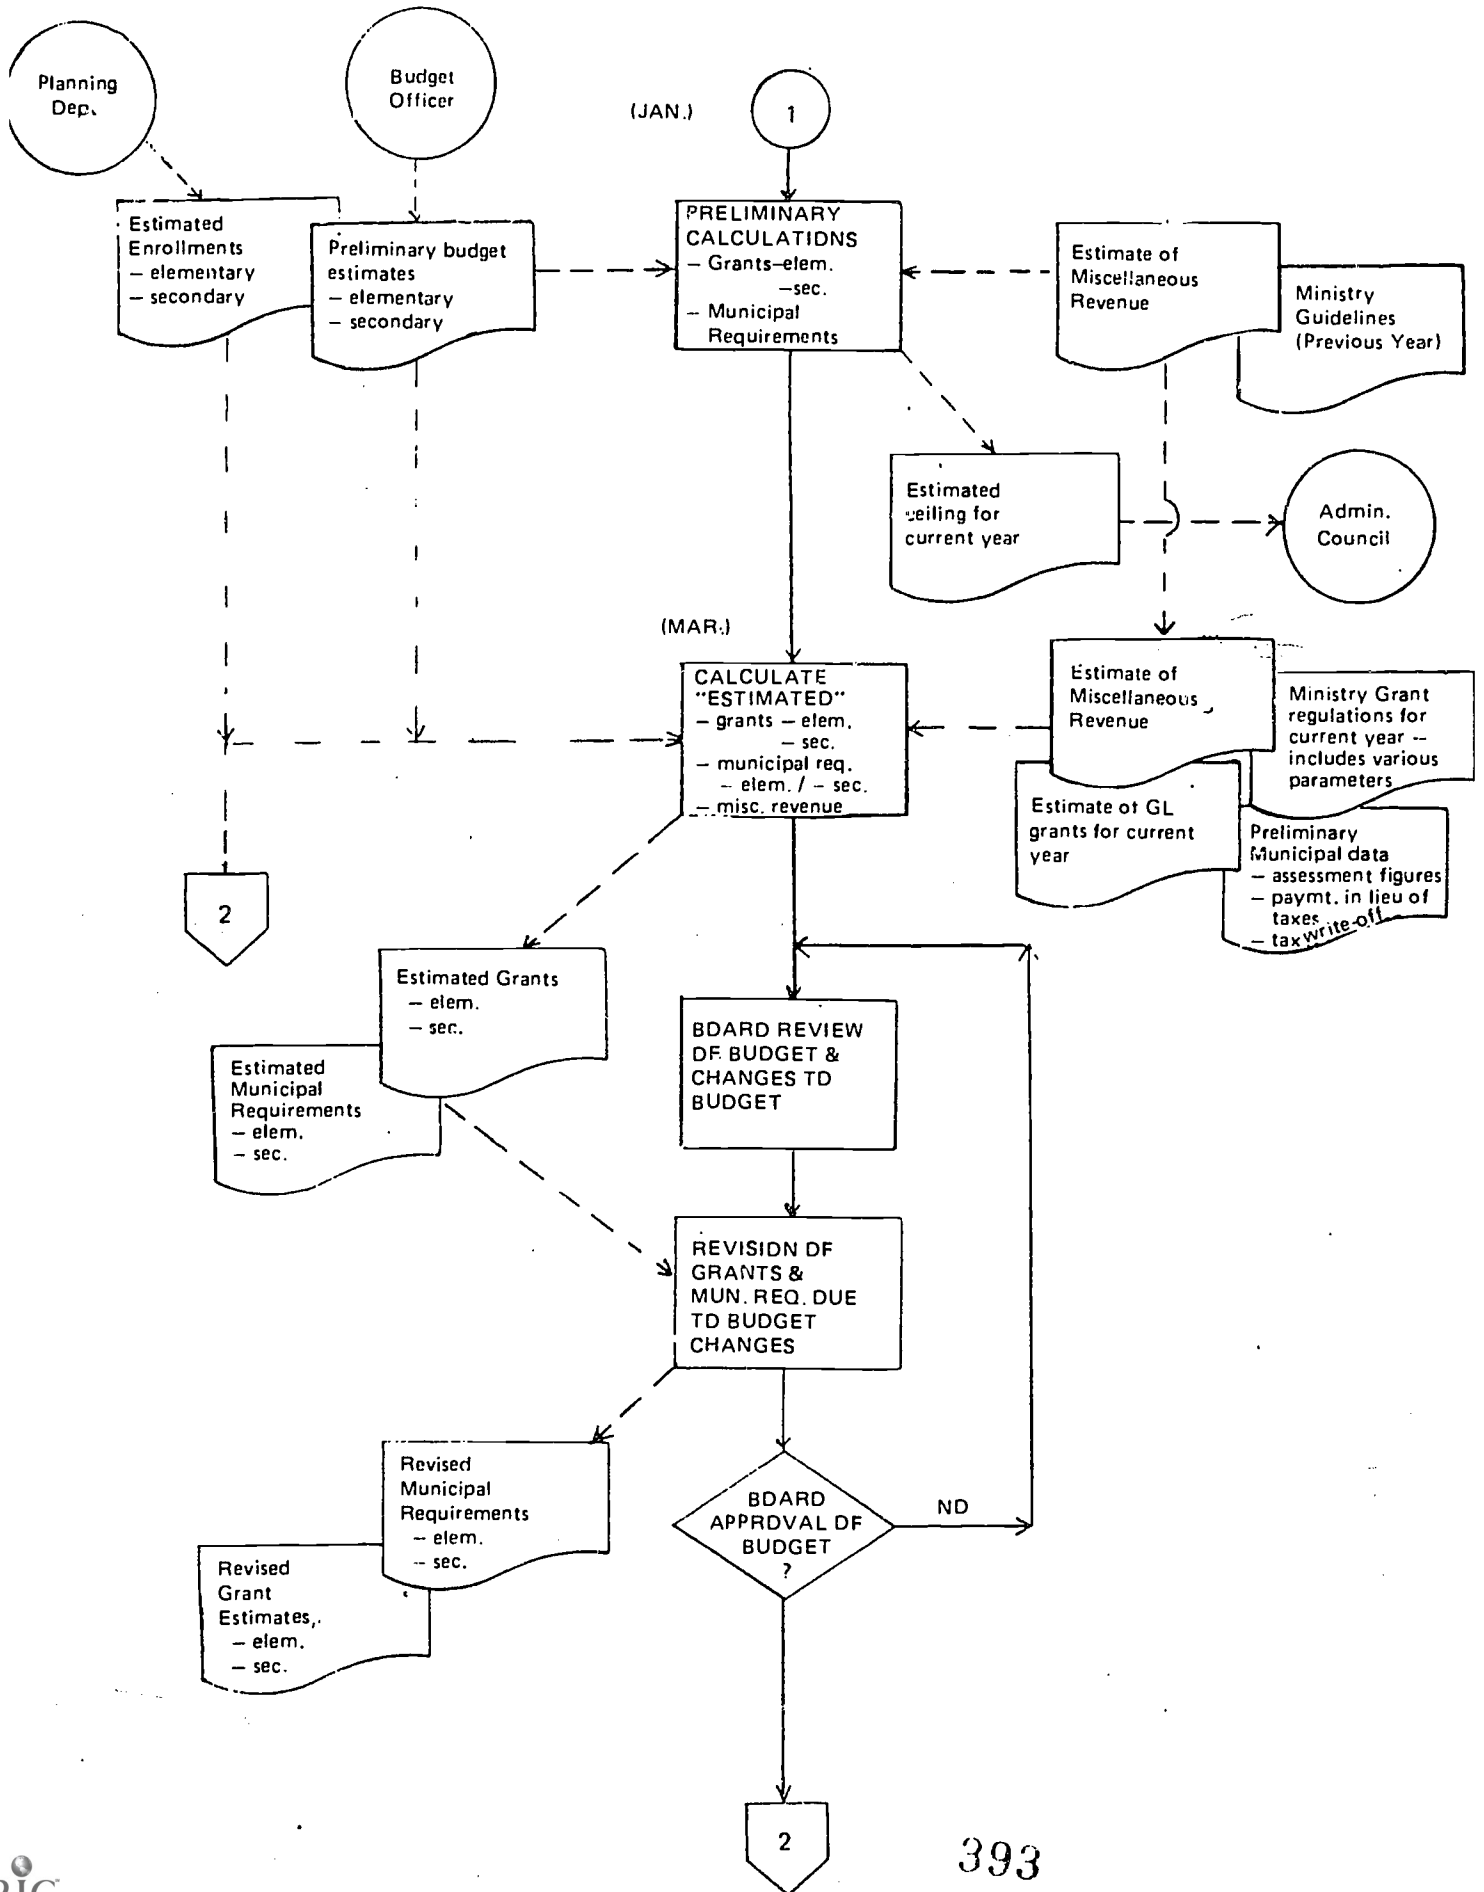 Planning
Dep.
Budget
Officer
(JAN.)
1
Estimated
Enrollments
– elementary
– secondary
Preliminary budget
estimates
– elementary
– secondary
PRELIMINARY
CALCULATIDNS
– Grants–elem.
–sec.
– Municipal
Requirements
Estimate of
Miscellaneous
Revenue
Ministry
Guidelines
(Previous Year)
Estimated
ceiling for
current year
Admin.
Council
(MAR.)
CALCULATE
"ESTIMATED"
– grants – elem.
– sec.
– municipal req.
– elem. / – sec.
– misc. revenue
Estimate of
Miscellaneous
Revenue
Ministry Grant
regulations for
current year --
includes various
parameters
Estimate of GL
grants for current
year
Preliminary
Municipal data
– assessment figures
– paymt. in lieu of
taxes
– tax write-off
2
Estimated Grants
– elem.
– sec.
Estimated
Municipal
Requirements
– elem.
– sec.
BDARD REVIEW
DF BUDGET &
CHANGES TD
BUDGET
REVISIDN DF
GRANTS &
MUN. REQ. DUE
TD BUDGET
CHANGES
Revised
Municipal
Requirements
– elem.
-- sec.
Revised
Grant
Estimates,
– elem.
– sec.
BDARD
APPRDVAL DF
BUDGET
?
ND
2
393